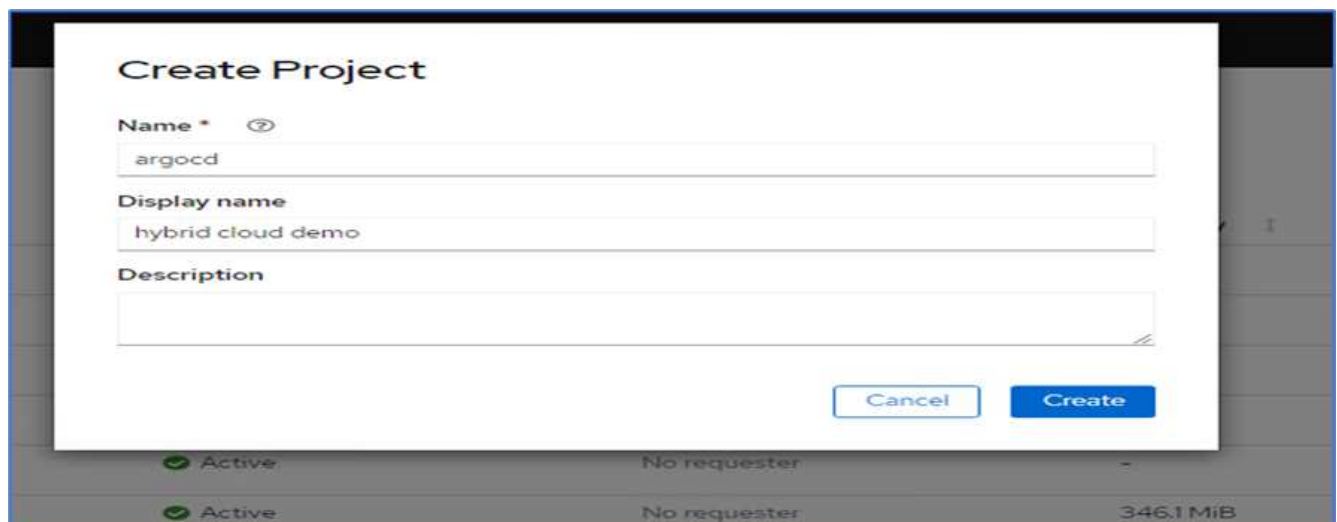 Create Project
Name *
argocd
Display name
hybrid cloud demo
Description
Cancel Create
Active No requester -
Active No requester 346.1 MiB